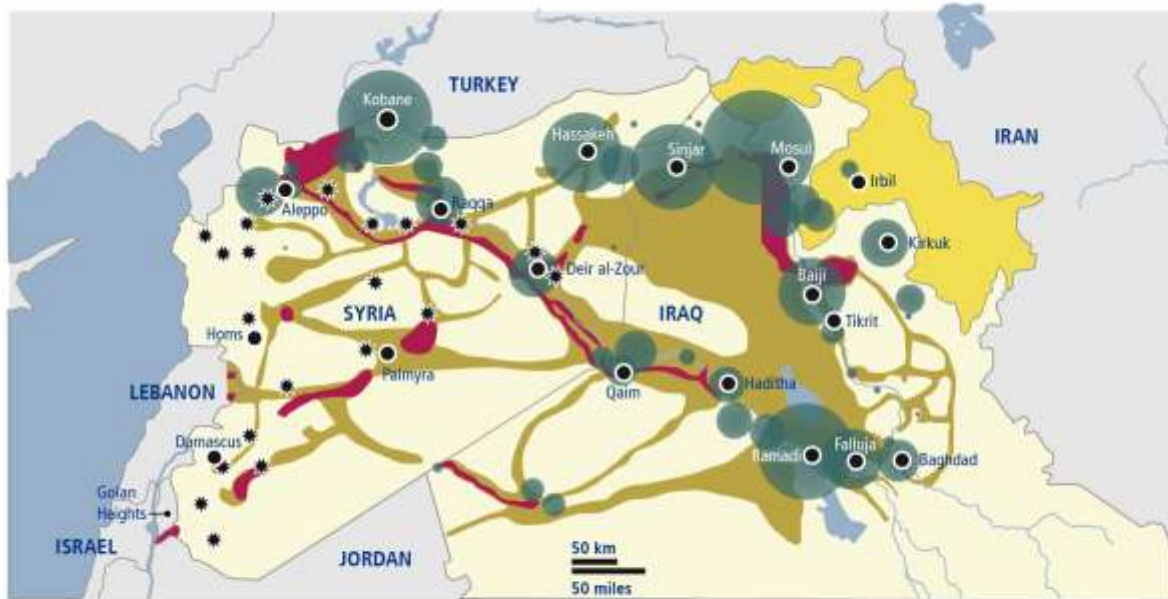 TURKEY
Kobane
IRAN
Hassakeh
Sinjar
Mosul
Irbil
Aleppo
Raqqa
Kirkuk
Deir al-Zour
Baiji
SYRIA
IRAQ
Tikrit
Homs
Palmyra
Qaim
Haditha
LEBANON
Damascus
Ramadi
Falluja
Baghdad
Golan
Heights
ISRAEL
JORDAN
50 km
50 miles